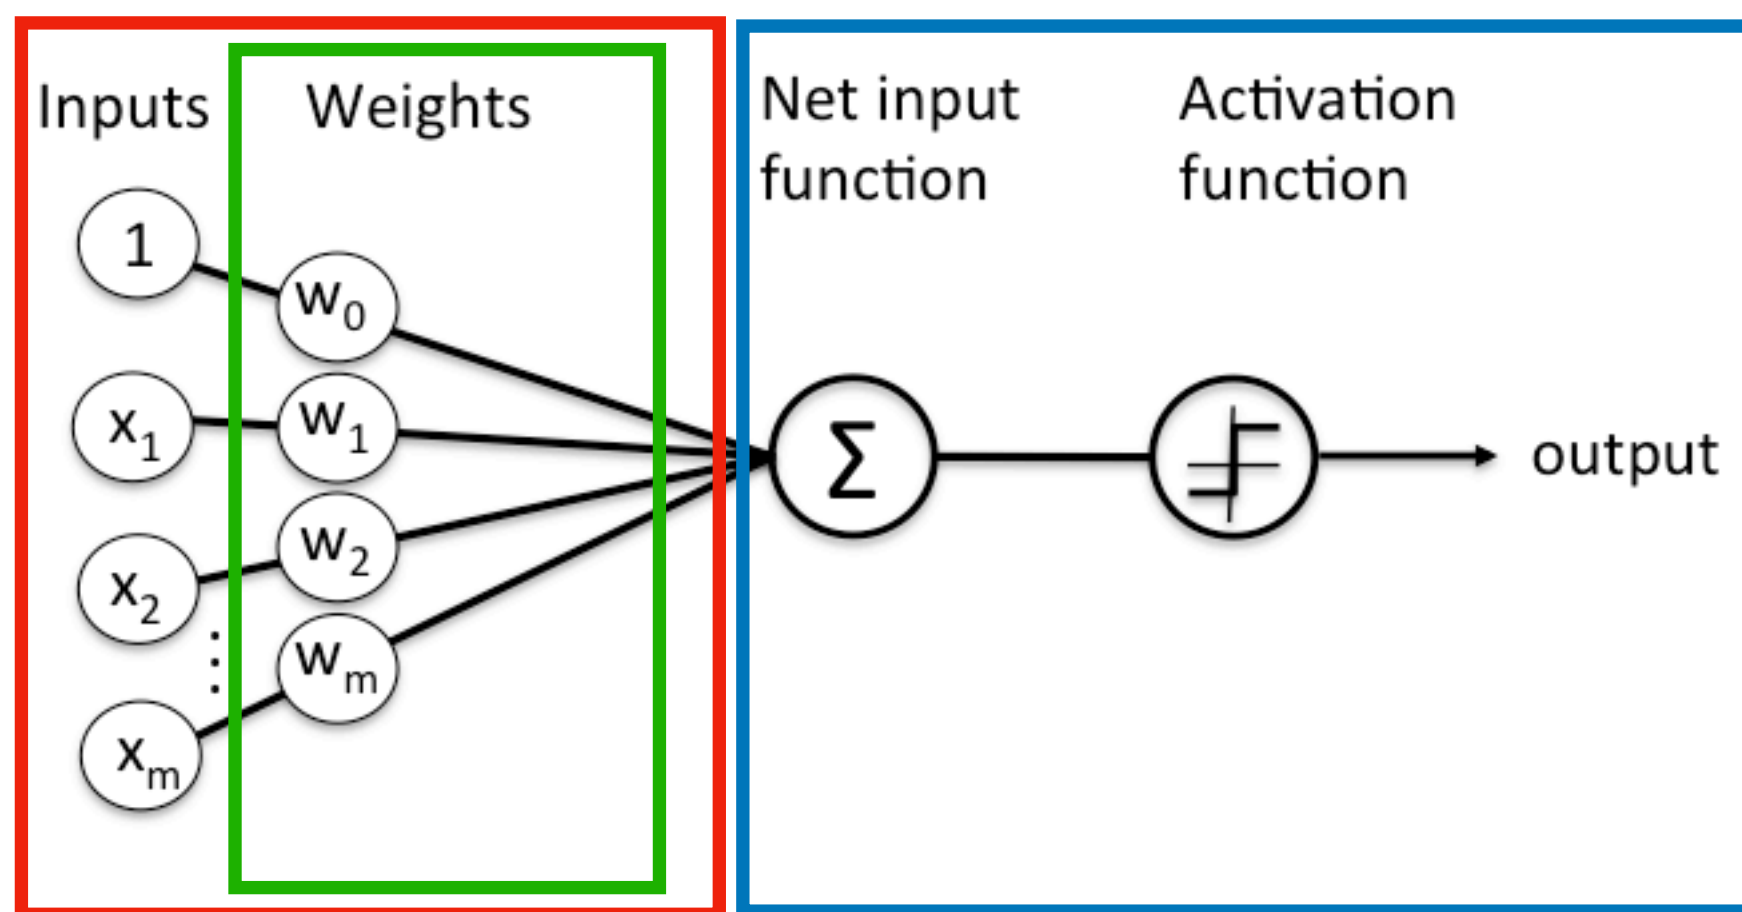 Inputs
Weights
Net input
function
Activation
function
1
x₁
x₂
⋮
xₘ
w₀
w₁
w₂
wₘ
Σ
output